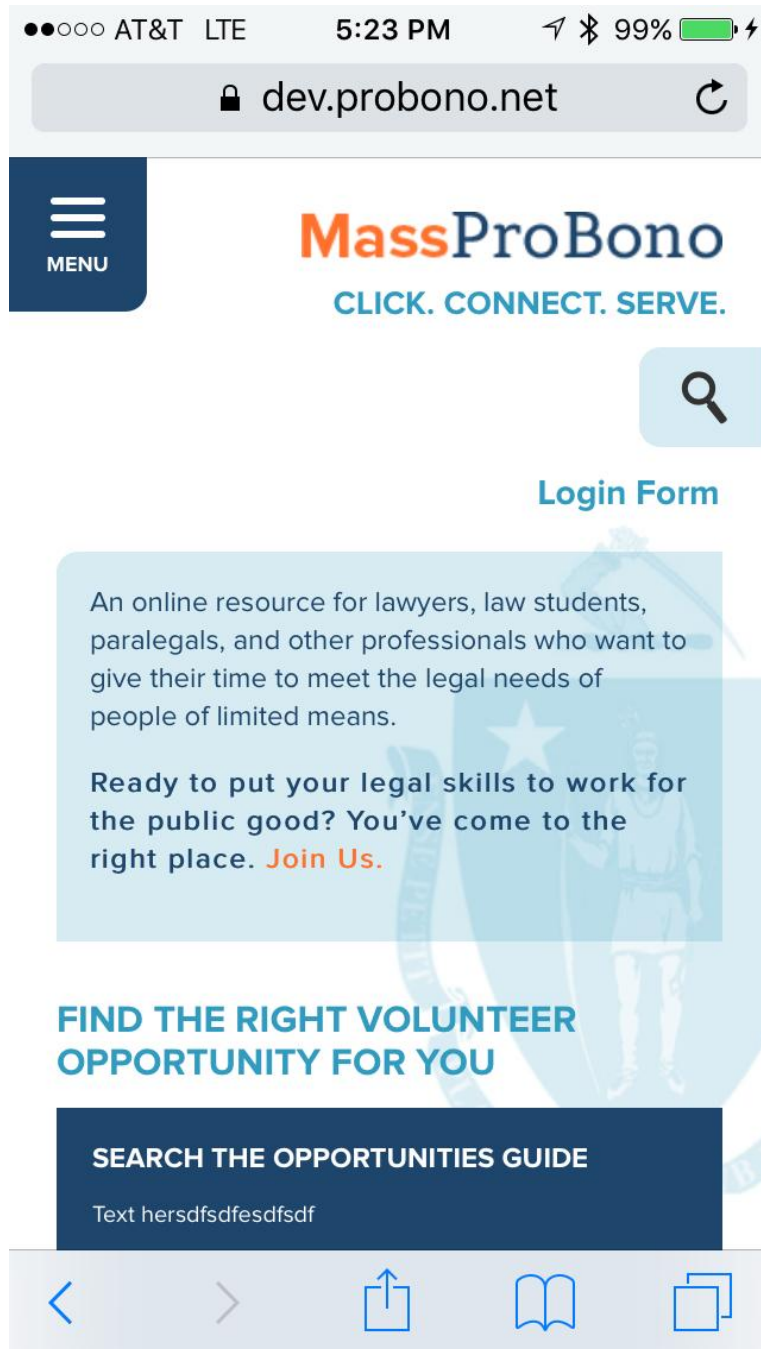 AT&T LTE 5:23 PM 99%
dev.probono.net
MENU
MassProBono
CLICK. CONNECT. SERVE.
Login Form
An online resource for lawyers, law students,
paralegals, and other professionals who want to
give their time to meet the legal needs of
people of limited means.
Ready to put your legal skills to work for
the public good? You’ve come to the
right place. Join Us.
FIND THE RIGHT VOLUNTEER
OPPORTUNITY FOR YOU
SEARCH THE OPPORTUNITIES GUIDE
Text hersdfsdfesdfsdf